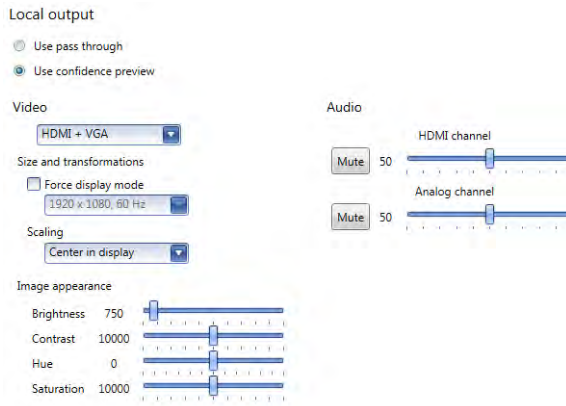 Local output
Use pass through
Use confidence preview
Video
HDMI + VGA
Size and transformations
Force display mode
1920 x 1080, 60 Hz
Scaling
Center in display
Image appearance
Brightness 750
Contrast 10000
Hue 0
Saturation 10000
Audio
HDMI channel
Mute 50
Analog channel
Mute 50